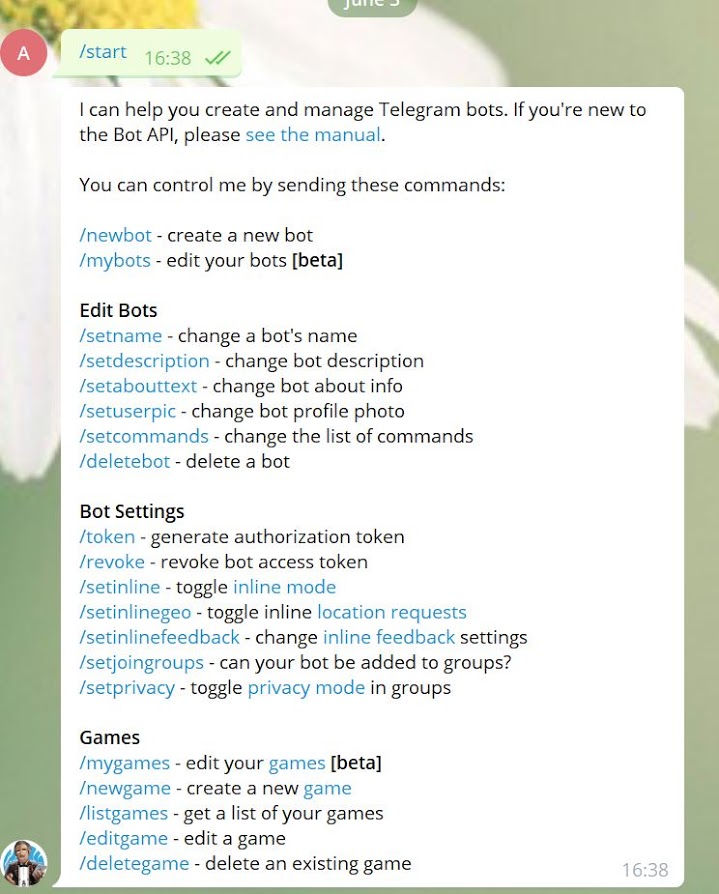 June 3
A
/start 16:38
I can help you create and manage Telegram bots. If you're new to
the Bot API, please see the manual.
You can control me by sending these commands:
/newbot - create a new bot
/mybots - edit your bots [beta]
Edit Bots
/setname - change a bot's name
/setdescription - change bot description
/setabouttext - change bot about info
/setuserpic - change bot profile photo
/setcommands - change the list of commands
/deletebot - delete a bot
Bot Settings
/token - generate authorization token
/revoke - revoke bot access token
/setinline - toggle inline mode
/setinlinegeo - toggle inline location requests
/setinlinefeedback - change inline feedback settings
/setjoingroups - can your bot be added to groups?
/setprivacy - toggle privacy mode in groups
Games
/mygames - edit your games [beta]
/newgame - create a new game
/listgames - get a list of your games
/editgame - edit a game
/deletegame - delete an existing game
16:38